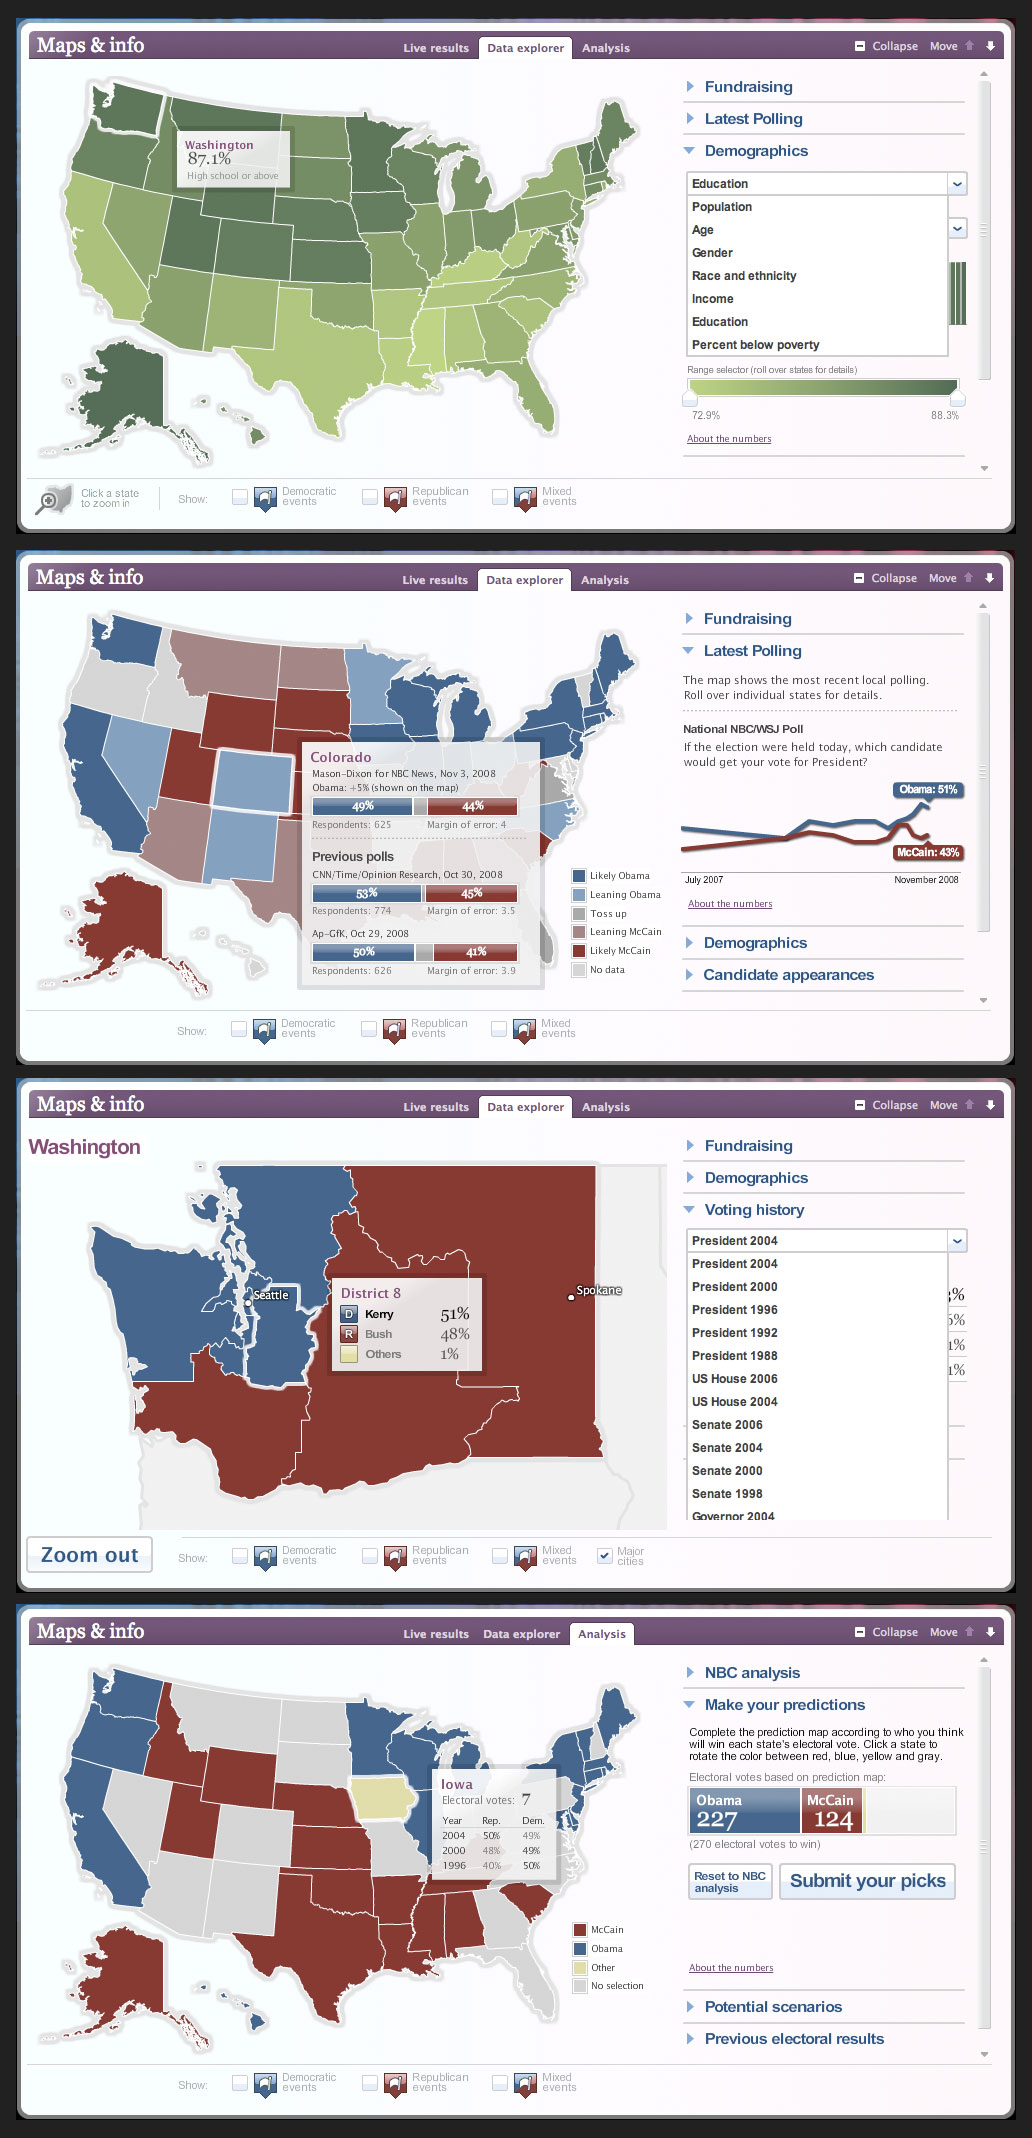 Maps & info
Live results
Data explorer
Analysis
Collapse
Move
Washington
87.1%
High school or above
Fundraising
Latest Polling
Demographics
Education
Population
Age
Gender
Race and ethnicity
Income
Education
Percent below poverty
Range selector (roll over states for details)
72.9%
88.3%
About the numbers
Click a state
to zoom in
Show:
Democratic
events
Republican
events
Mixed
events
Maps & info
Live results
Data explorer
Analysis
Collapse
Move
Colorado
Mason-Dixon for NBC News, Nov 3, 2008
Obama: +5% (shown on the map)
49%
44%
Respondents: 625
Margin of error: 4
Previous polls
CNN/Time/Opinion Research, Oct 30, 2008
53%
45%
Respondents: 774
Margin of error: 3.5
Ap-GfK, Oct 29, 2008
50%
41%
Respondents: 626
Margin of error: 3.9
Likely Obama
Leaning Obama
Toss up
Leaning McCain
Likely McCain
No data
Fundraising
Latest Polling
The map shows the most recent local polling.
Roll over individual states for details.
National NBC/WSJ Poll
If the election were held today, which candidate
would get your vote for President?
Obama: 51%
McCain: 43%
July 2007
November 2008
About the numbers
Demographics
Candidate appearances
Show:
Democratic
events
Republican
events
Mixed
events
Maps & info
Live results
Data explorer
Analysis
Collapse
Move
Washington
Seattle
Spokane
District 8
D Kerry 51%
R Bush 48%
Others 1%
Fundraising
Demographics
Voting history
President 2004
President 2004
President 2000
President 1996
President 1992
President 1988
US House 2006
US House 2004
Senate 2006
Senate 2004
Senate 2000
Senate 1998
Governor 2004
%
%
1%
1%
Zoom out
Show:
Democratic
events
Republican
events
Mixed
events
Major
cities
Maps & info
Live results
Data explorer
Analysis
Collapse
Move
Iowa
Electoral votes: 7
Year Rep. Dem.
2004 50% 49%
2000 48% 49%
1996 40% 50%
McCain
Obama
Other
No selection
NBC analysis
Make your predictions
Complete the prediction map according to who you think
will win each state's electoral vote. Click a state to
rotate the color between red, blue, yellow and gray.
Electoral votes based on prediction map:
Obama
227
McCain
124
(270 electoral votes to win)
Reset to NBC
analysis
Submit your picks
About the numbers
Potential scenarios
Previous electoral results
Show:
Democratic
events
Republican
events
Mixed
events